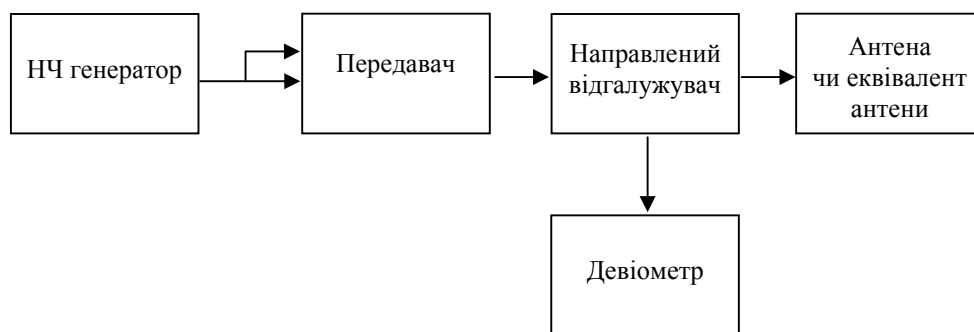 НЧ генератор
Передавач
Направлений
відгалужувач
Антена
чи еквівалент
антени
Девіометр